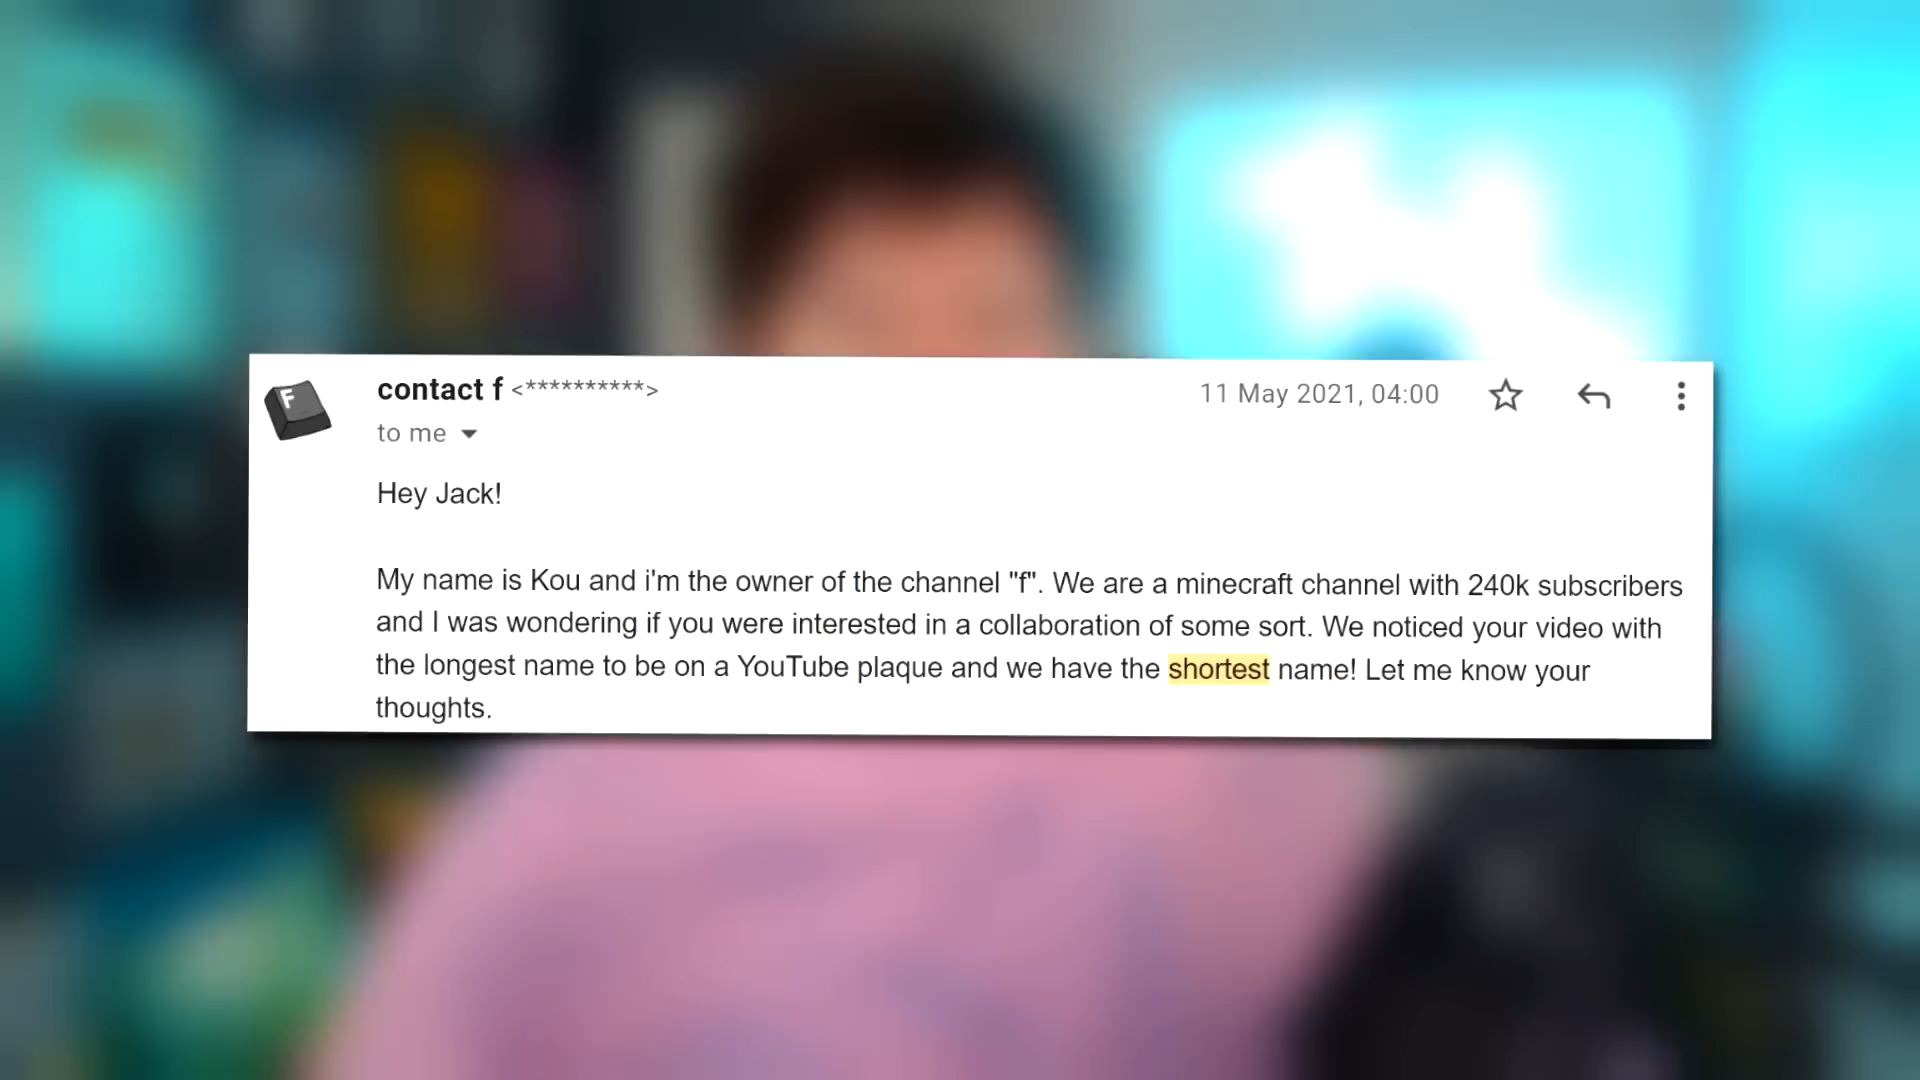 F
contact f <**********>
11 May 2021, 04:00
to me
Hey Jack!
My name is Kou and i'm the owner of the channel "f". We are a minecraft channel with 240k subscribers
and I was wondering if you were interested in a collaboration of some sort. We noticed your video with
the longest name to be on a YouTube plaque and we have the shortest name! Let me know your
thoughts.